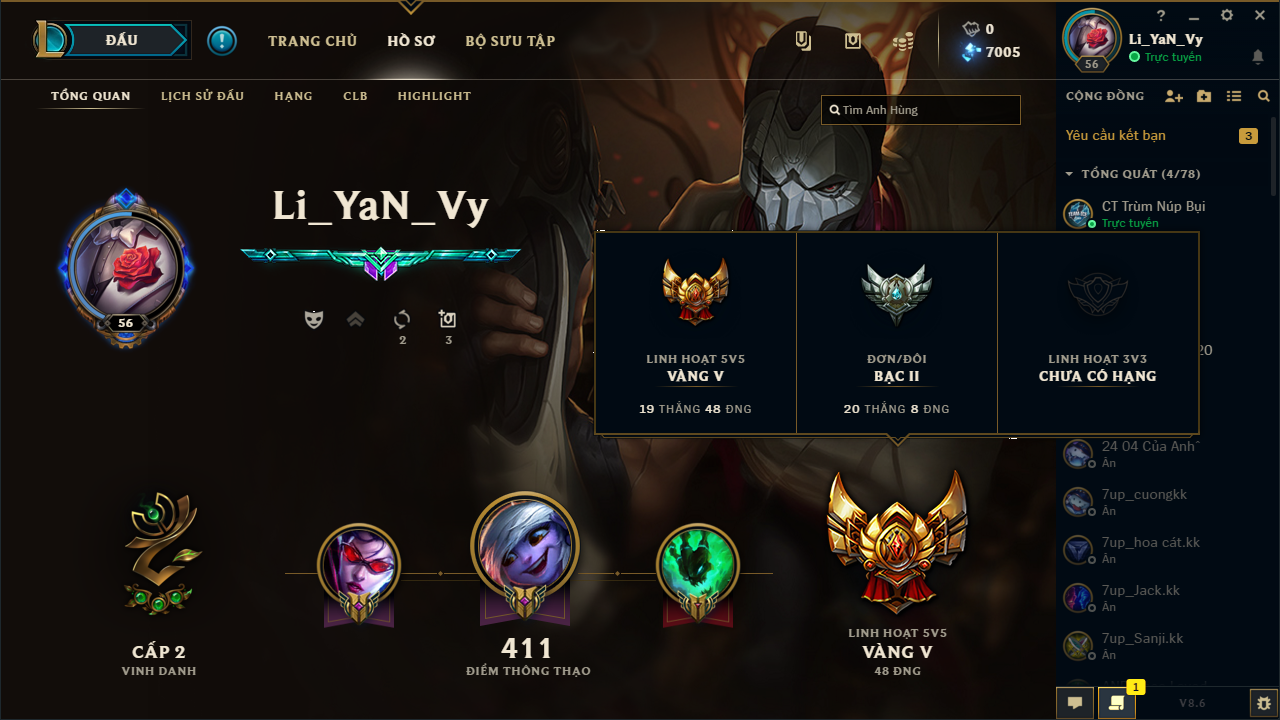 ĐẤU
TRANG CHỦ
HỒ SƠ
BỘ SƯU TẬP
0
7005
?
Li_YaN_Vy
Trực tuyến
56
TỔNG QUAN
LỊCH SỬ ĐẤU
HẠNG
CLB
HIGHLIGHT
Tìm Anh Hùng
CỘNG ĐỒNG
Yêu cầu kết bạn
3
TỔNG QUÁT (4/78)
CT Trùm Núp Bụi
Trực tuyến
Li_YaN_Vy
56
2
3
LINH HOẠT 5V5
VÀNG V
19 THẮNG 48 ĐNG
ĐƠN/ĐÔI
BẠC II
20 THẮNG 8 ĐNG
LINH HOẠT 3V3
CHƯA CÓ HẠNG
20
24 04 Của Anhˆ
Ẩn
7up_cuongkk
Ẩn
7up_hoa cát.kk
Ẩn
7up_Jack.kk
Ẩn
7up_Sanji.kk
Ẩn
CẤP 2
VINH DANH
411
ĐIỂM THÔNG THẠO
LINH HOẠT 5V5
VÀNG V
48 ĐNG
1
V8.6